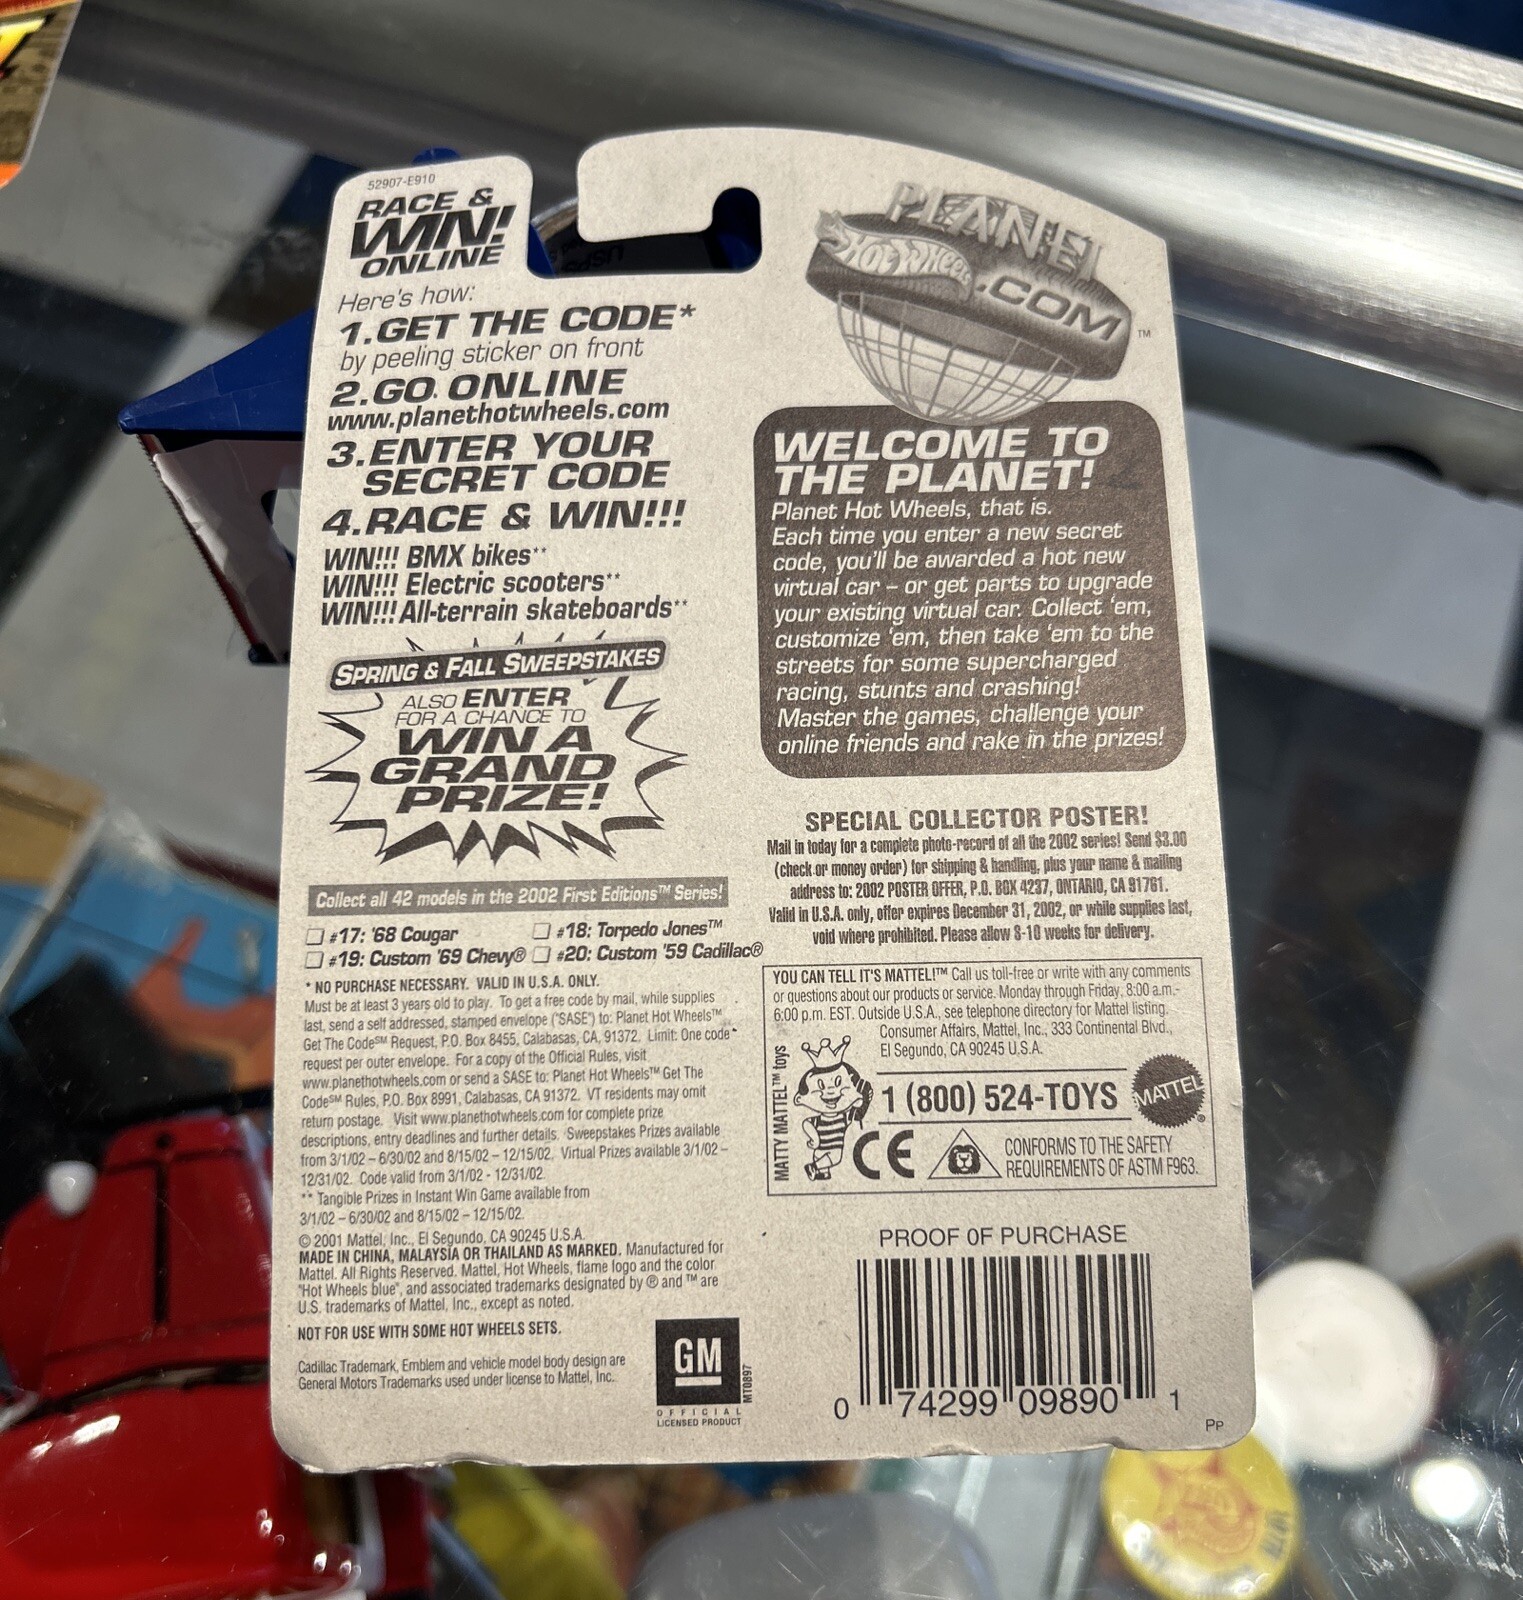 52907-E910
RACE &
WIN!
ONLINE
Here's how:
1.GET THE CODE*
by peeling sticker on front
2.GO ONLINE
www.planethotwheels.com
3.ENTER YOUR
SECRET CODE
4.RACE & WIN!!!
WIN!!! BMX bikes**
WIN!!! Electric scooters**
WIN!!! All-terrain skateboards**
SPRING & FALL SWEEPSTAKES
ALSO ENTER
FOR A CHANCE TO
WIN A
GRAND
PRIZE!
Collect all 42 models in the 2002 First Editions™ Series!
#17: '68 Cougar
#18: Torpedo Jones™
#19: Custom '69 Chevy®
#20: Custom '59 Cadillac®
* NO PURCHASE NECESSARY. VALID IN U.S.A. ONLY.
Must be at least 3 years old to play. To get a free code by mail, while supplies
last, send a self addressed, stamped envelope ("SASE") to: Planet Hot Wheels™
Get The Code℠ Request, P.O. Box 8455, Calabasas, CA, 91372. Limit: One code
request per outer envelope. For a copy of the Official Rules, visit
www.planethotwheels.com or send a SASE to: Planet Hot Wheels™ Get The
Code℠ Rules, P.O. Box 8991, Calabasas, CA 91372. VT residents may omit
return postage. Visit www.planethotwheels.com for complete prize
descriptions, entry deadlines and further details. Sweepstakes Prizes available
from 3/1/02 – 6/30/02 and 8/15/02 – 12/15/02. Virtual Prizes available 3/1/02 –
12/31/02. Code valid from 3/1/02 - 12/31/02.
** Tangible Prizes in Instant Win Game available from
3/1/02 – 6/30/02 and 8/15/02 – 12/15/02.
© 2001 Mattel, Inc., El Segundo, CA 90245 U.S.A.
MADE IN CHINA, MALAYSIA OR THAILAND AS MARKED. Manufactured for
Mattel. All Rights Reserved. Mattel, Hot Wheels, flame logo and the color
"Hot Wheels blue", and associated trademarks designated by ® and ™ are
U.S. trademarks of Mattel, Inc., except as noted.
NOT FOR USE WITH SOME HOT WHEELS SETS.
Cadillac Trademark, Emblem and vehicle model body design are
General Motors Trademarks used under license to Mattel, Inc.
GM
OFFICIAL
LICENSED PRODUCT
MT0897
PLANET
HOT WHEELS
.COM
™
WELCOME TO
THE PLANET!
Planet Hot Wheels, that is.
Each time you enter a new secret
code, you'll be awarded a hot new
virtual car – or get parts to upgrade
your existing virtual car. Collect 'em,
customize 'em, then take 'em to the
streets for some supercharged
racing, stunts and crashing!
Master the games, challenge your
online friends and rake in the prizes!
SPECIAL COLLECTOR POSTER!
Mail in today for a complete photo-record of all the 2002 series! Send $3.00
(check or money order) for shipping & handling, plus your name & mailing
address to: 2002 POSTER OFFER, P.O. BOX 4237, ONTARIO, CA 91761.
Valid in U.S.A. only, offer expires December 31, 2002, or while supplies last,
void where prohibited. Please allow 8-10 weeks for delivery.
YOU CAN TELL IT'S MATTEL!™ Call us toll-free or write with any comments
or questions about our products or service. Monday through Friday, 8:00 a.m.-
6:00 p.m. EST. Outside U.S.A., see telephone directory for Mattel listing.
Consumer Affairs, Mattel, Inc., 333 Continental Blvd.,
El Segundo, CA 90245 U.S.A.
MATTY MATTEL™ toys
1 (800) 524-TOYS
MATTEL
®
CE
CONFORMS TO THE SAFETY
REQUIREMENTS OF ASTM F963.
PROOF OF PURCHASE
0 74299 09890 1
PP